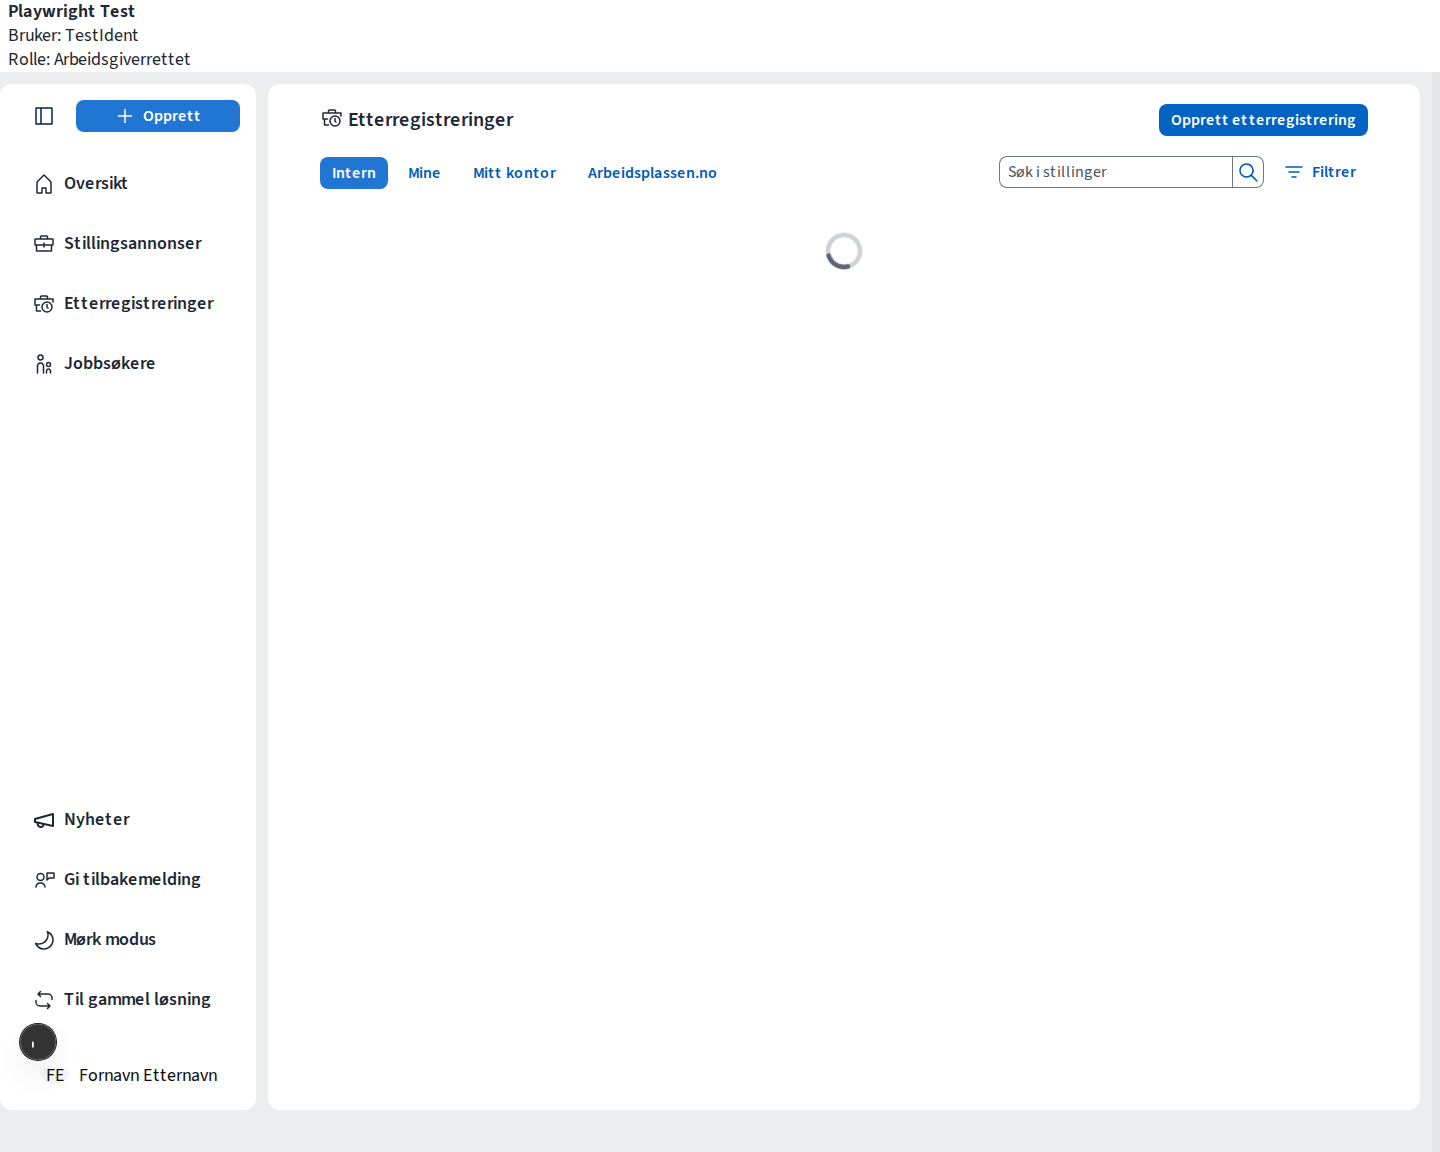 Playwright Test
Bruker: TestIdent
Rolle: Arbeidsgiverrettet
Opprett
Oversikt
Stillingsannonser
Etterregistreringer
Jobbsøkere
Nyheter
Gi tilbakemelding
Mørk modus
Til gammel løsning
FE Fornavn Etternavn
Etterregistreringer
Opprett etterregistrering
Intern Mine Mitt kontor Arbeidsplassen.no
Søk i stillinger
Filtrer